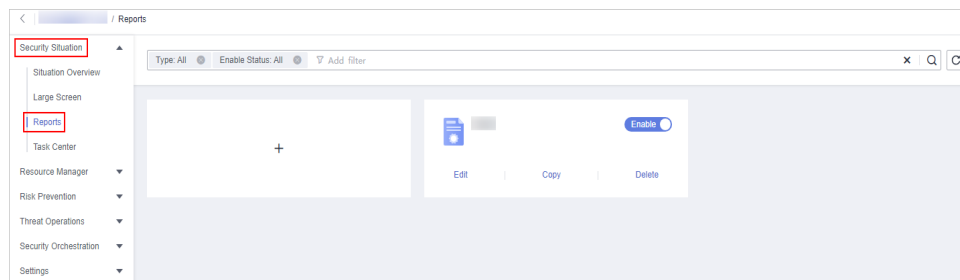 / Reports
Security Situation
Situation Overview
Large Screen
Reports
Task Center
Resource Manager
Risk Prevention
Threat Operations
Security Orchestration
Settings
Type: All Enable Status: All Add filter
+
Enable
Edit Copy Delete